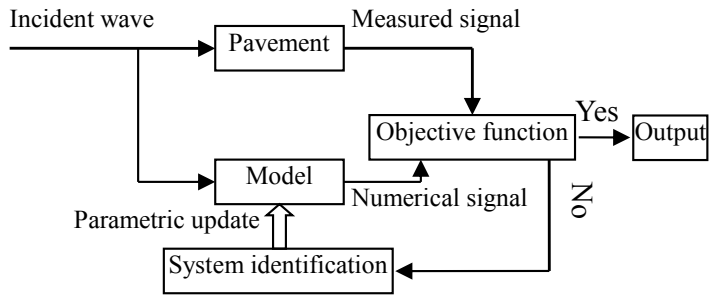 Incident wave
Measured signal
Pavement
Objective function
Yes
Output
Model
Numerical signal
No
Parametric update
System identification